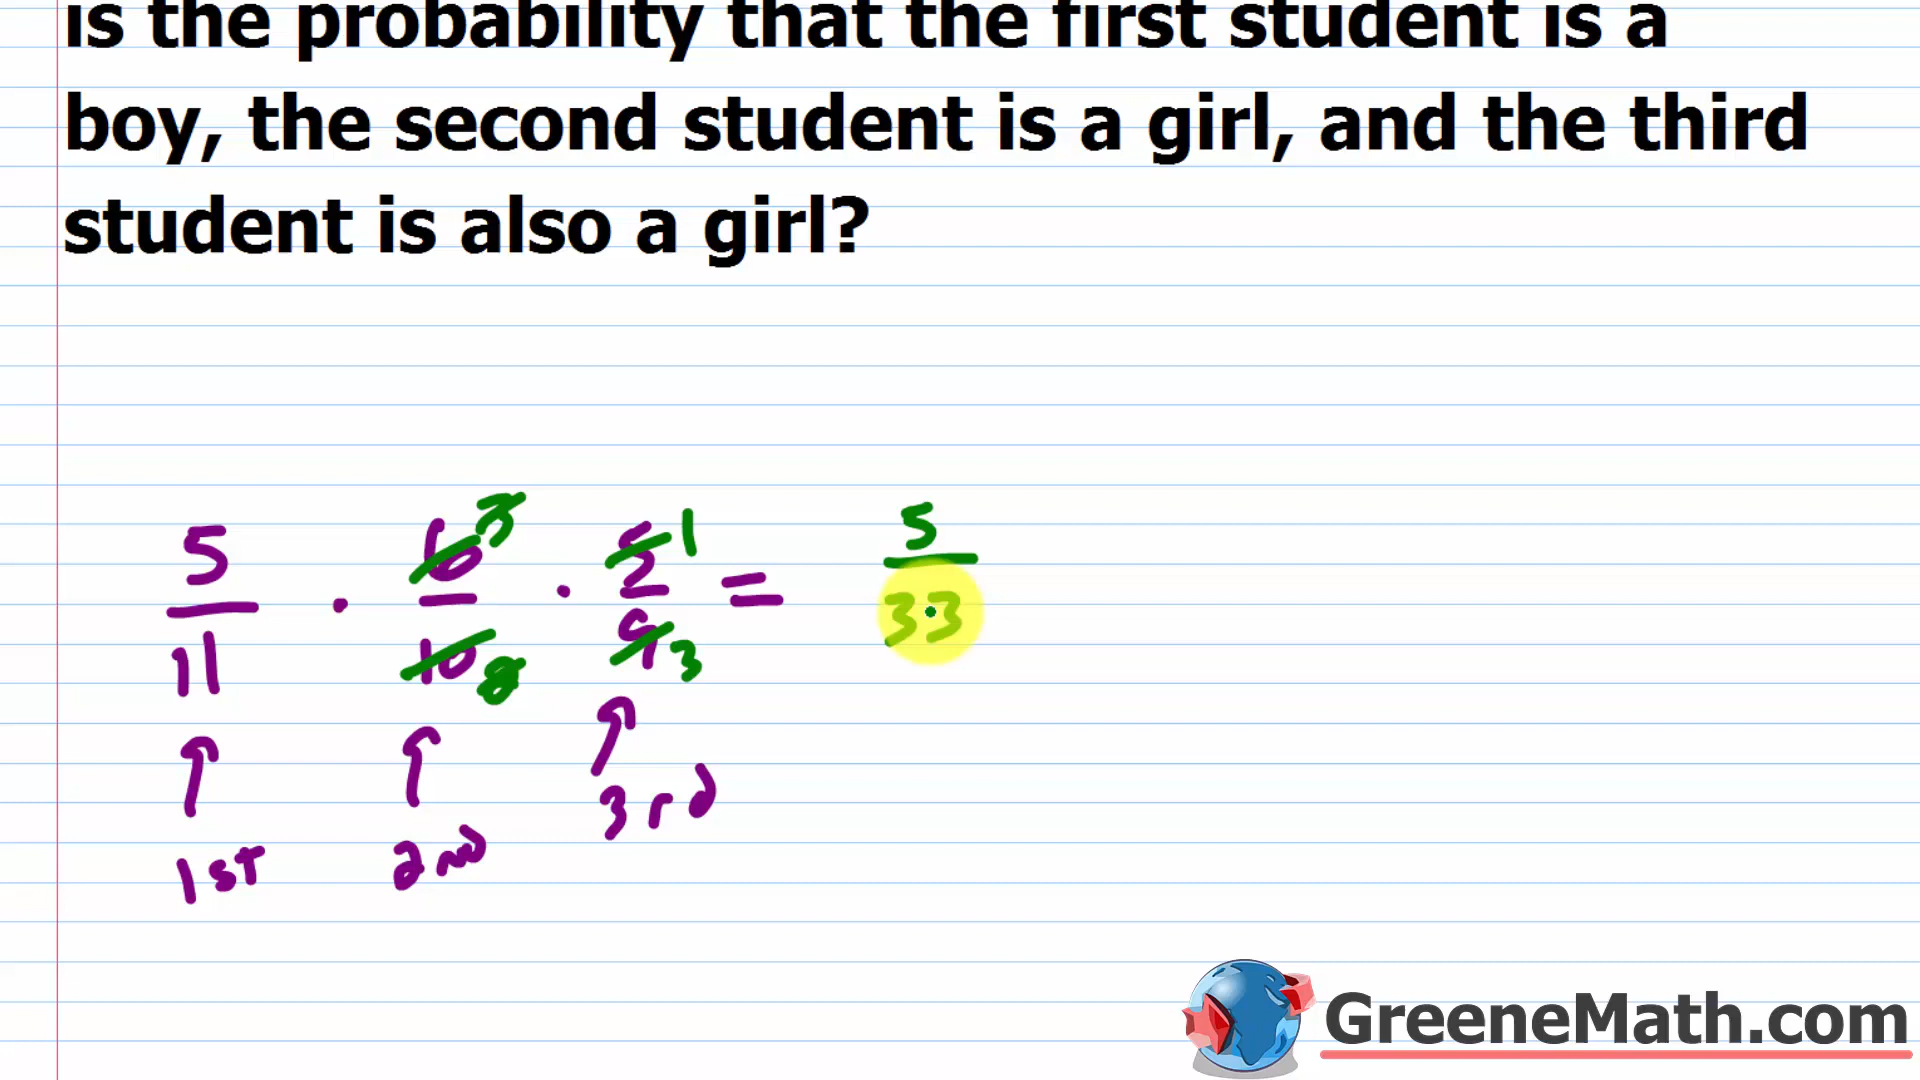 is the probability that the first student is a
boy, the second student is a girl, and the third
student is also a girl?
5/11 · 6/10 · 5/9 = 5/33
3 1
3
1st 2nd 3rd
GreeneMath.com